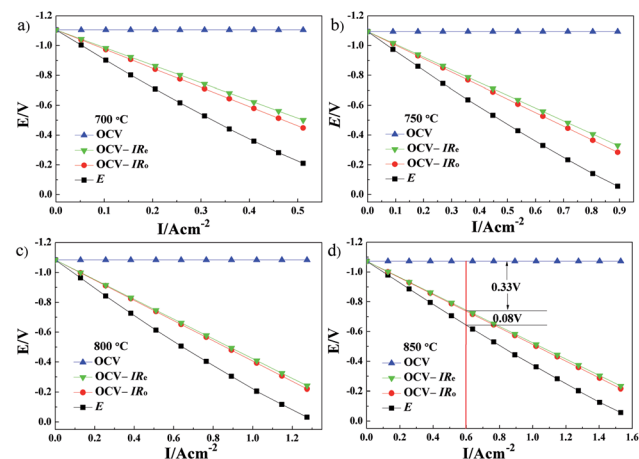 a)
E/V
-1.2
-1.0
-0.8
-0.6
-0.4
-0.2
0.0
700 °C
OCV
OCV– IRe
OCV– IRo
E
0.0 0.1 0.2 0.3 0.4 0.5
I/Acm-2
b)
E/V
-1.2
-1.0
-0.8
-0.6
-0.4
-0.2
0.0
750 °C
OCV
OCV– IRe
OCV– IRo
E
0.0 0.1 0.2 0.3 0.4 0.5 0.6 0.7 0.8 0.9
I/Acm-2
c)
E/V
-1.2
-1.0
-0.8
-0.6
-0.4
-0.2
0.0
800 °C
OCV
OCV– IRe
OCV– IRo
E
0.0 0.2 0.4 0.6 0.8 1.0 1.2
I/Acm-2
d)
E/V
-1.2
-1.0
-0.8
-0.6
-0.4
-0.2
0.0
0.33V
0.08V
850 °C
OCV
OCV– IRe
OCV– IRo
E
0.0 0.2 0.4 0.6 0.8 1.0 1.2 1.4 1.6
I/Acm-2